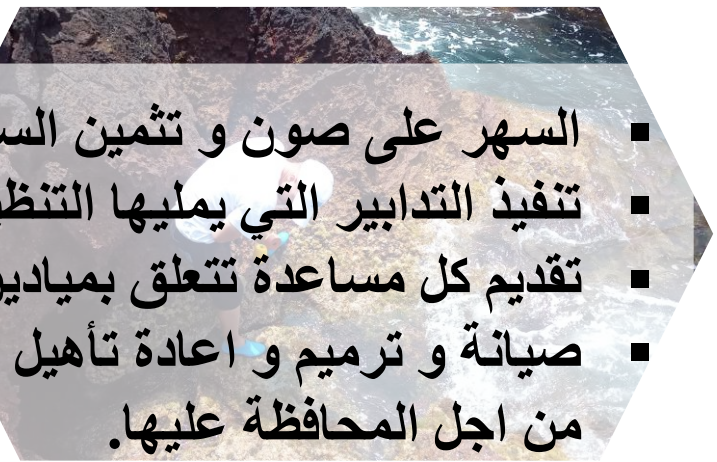 ▪ السهر على صون و تثمين
▪ تنفيذ التدابير التي يمليها
▪ تقديم كل مساعدة تتعلق
▪ صيانة و ترميم و اعادة تأهيل
من اجل المحافظة عليها.